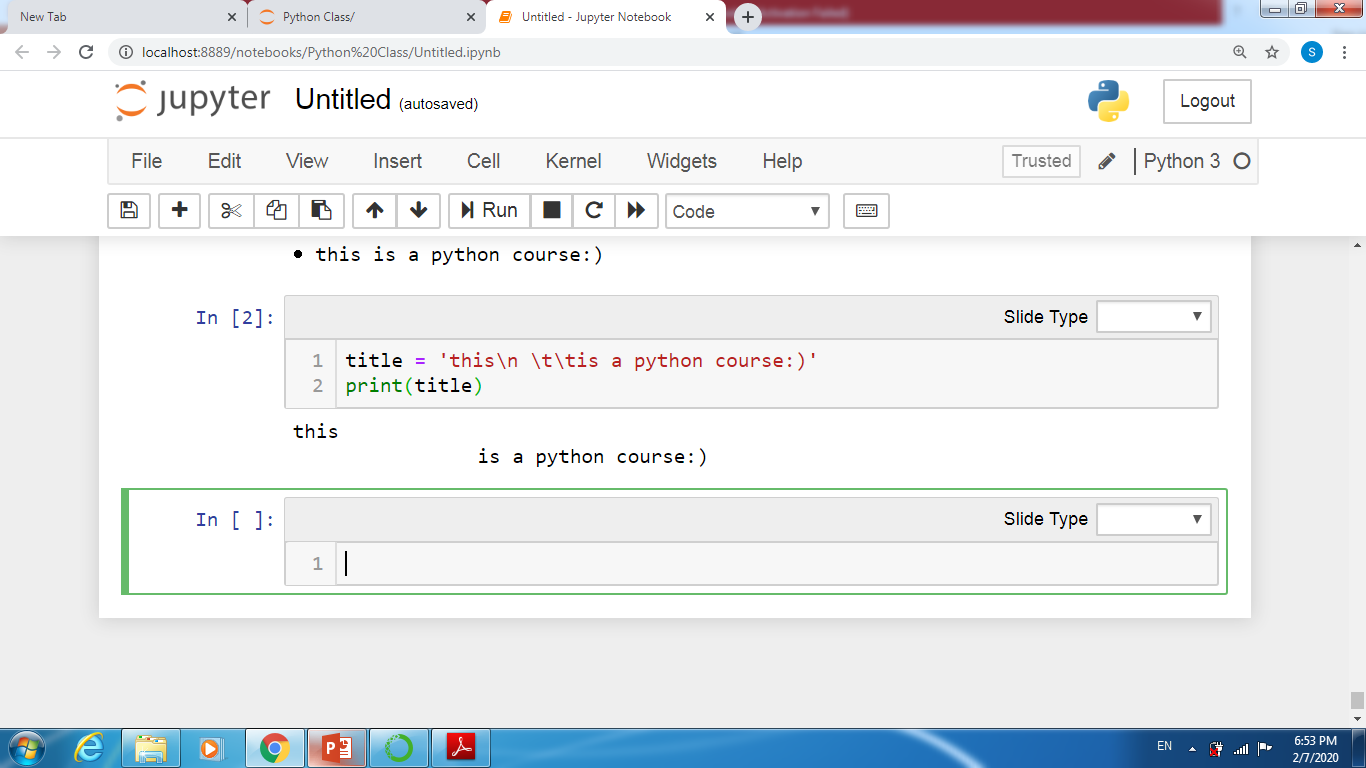 New Tab
Python Class/
Untitled - Jupyter Notebook
localhost:8889/notebooks/Python%20Class/Untitled.ipynb
S
jupyter Untitled (autosaved)
Logout
File Edit View Insert Cell Kernel Widgets Help Trusted Python 3
Run Code
• this is a python course:)
In [2]:
Slide Type
1 title = 'this\n \t\tis a python course:)'
2 print(title)
this
is a python course:)
In [ ]:
Slide Type
1
EN
6:53 PM
2/7/2020